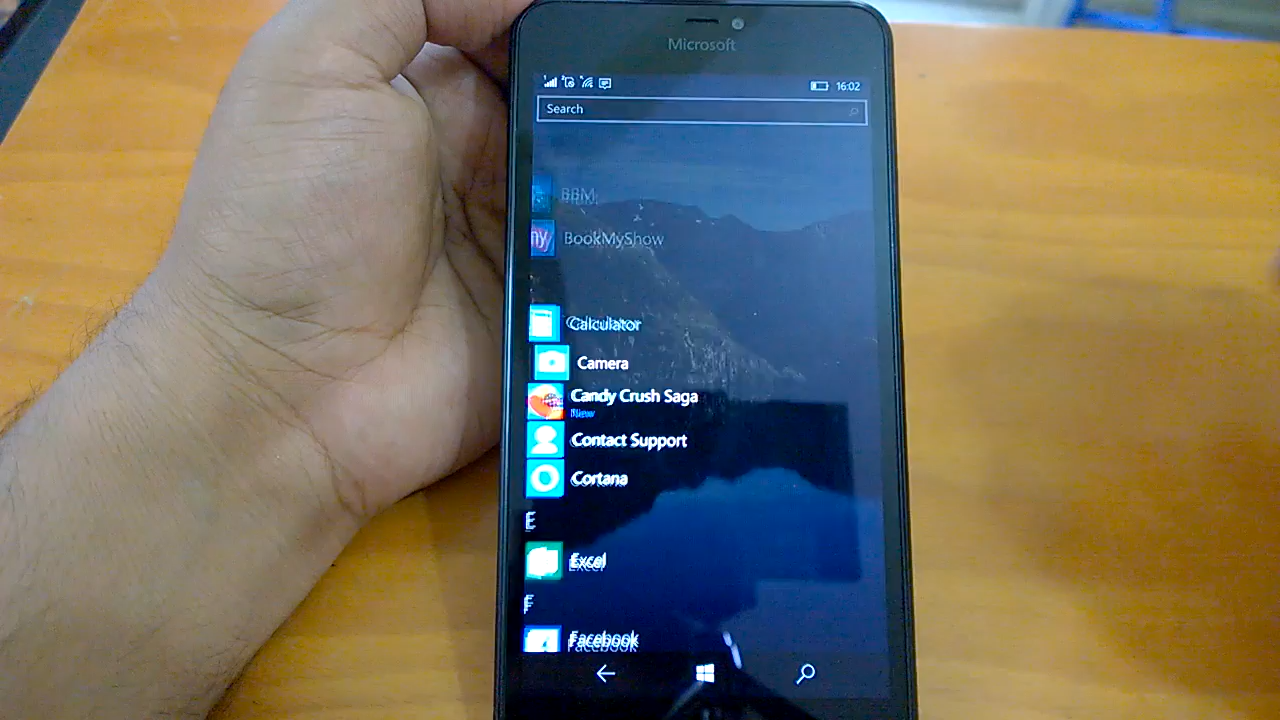 Microsoft
16:02
Search
BBM
BookMyShow
Calculator
Camera
Candy Crush Saga
New
Contact Support
Cortana
E
Excel
F
Facebook